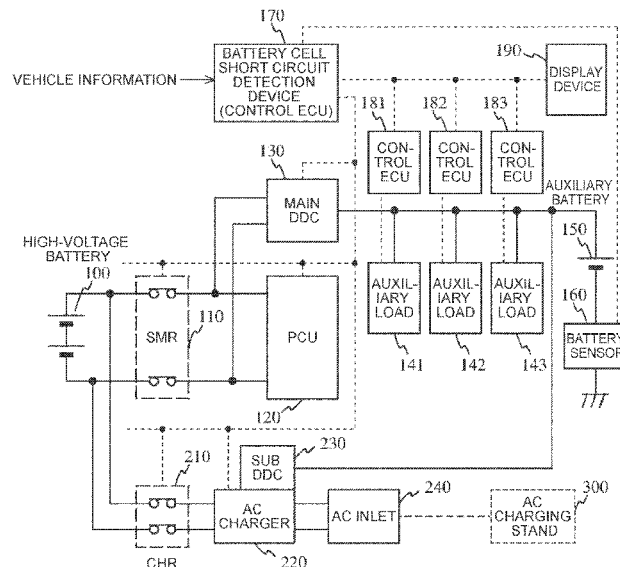 170
BATTERY CELL
SHORT CIRCUIT
DETECTION
DEVICE
(CONTROL ECU)
VEHICLE INFORMATION
190
DISPLAY
DEVICE
181
182
183
CON-
TROL
ECU
CON-
TROL
ECU
CON-
TROL
ECU
130
MAIN
DDC
AUXILIARY
BATTERY
150
HIGH-VOLTAGE
BATTERY
100
SMR
110
PCU
120
AUXIL-
IARY
LOAD
AUXIL-
IARY
LOAD
AUXIL-
IARY
LOAD
141
142
143
160
BATTERY
SENSOR
210
SUB
DDC
230
CHR
AC
CHARGER
220
AC INLET
240
AC
CHARGING
STAND
300